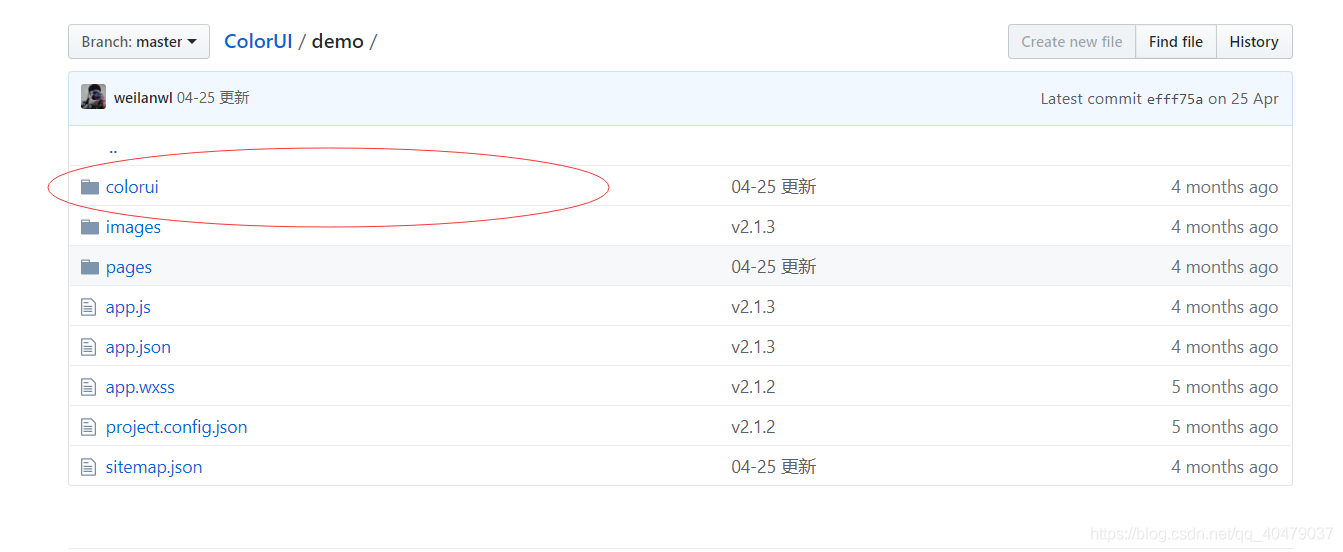 Branch: master ColorUI / demo / Create new file Find file History
weilanwl 04-25 更新 Latest commit efff75a on 25 Apr
..
colorui 04-25 更新 4 months ago
images v2.1.3 4 months ago
pages 04-25 更新 4 months ago
app.js v2.1.3 4 months ago
app.json v2.1.3 4 months ago
app.wxss v2.1.2 5 months ago
project.config.json v2.1.2 5 months ago
sitemap.json 04-25 更新 4 months ago
https://blog.csdn.net/qq_40479037